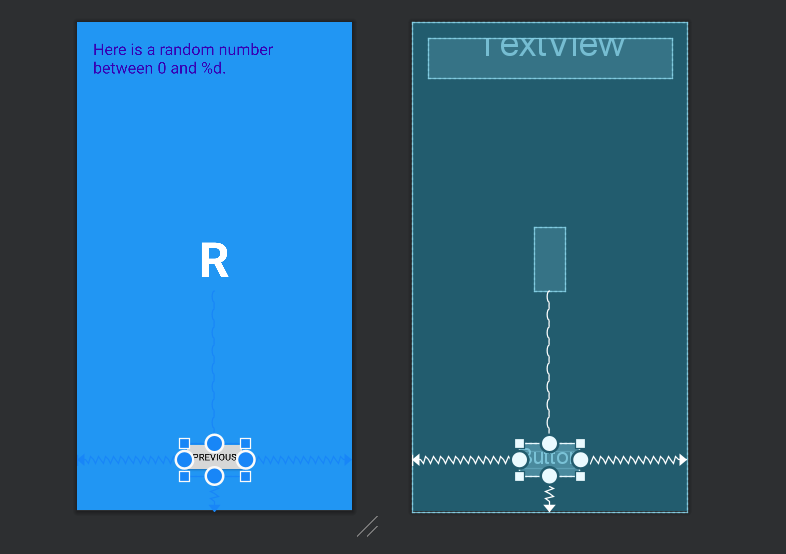 Here is a random number
between 0 and %d.
R
PREVIOUS
TextView
Button